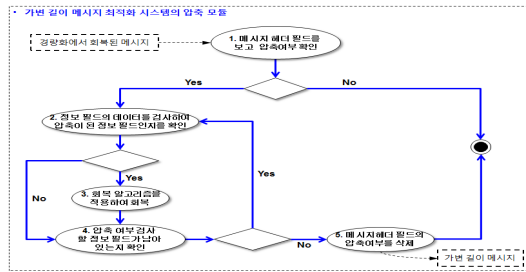 • 가변 길이 메시지 최적화 시스템의 압축 모듈
경량화에서 회복된 메시지
1. 메시지 헤더 필드를
보고 압축여부 확인
Yes
No
2. 정보 필드의 데이터를 검사하여
압축이 된 정보 필드인지를 확인
Yes
No
Yes
3. 회복 알고리즘을
적용하여 회복
4. 압축 여부 검사
할 정보 필드가 남아
있는지 확인
No
5. 메시지 헤더 필드의
압축여부를 삭제
가변 길이 메시지